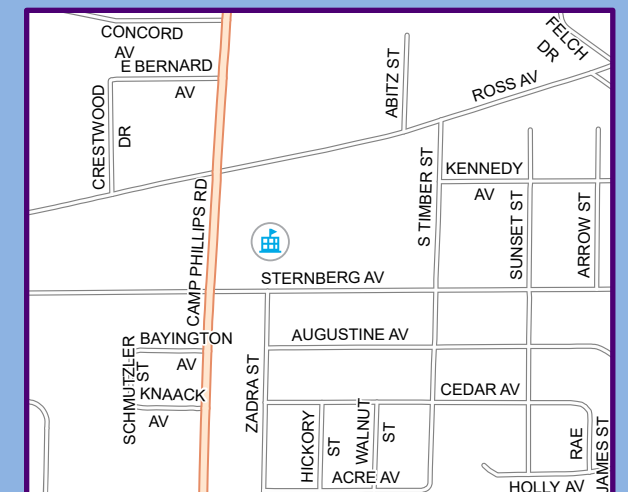 CONCORD
AV
FELCH
DR
E BERNARD
AV
ABITZ ST
ROSS AV
CRESTWOOD
DR
KENNEDY
AV
S TIMBER ST
SUNSET ST
ARROW ST
CAMP PHILLIPS RD
STERNBERG AV
BAYINGTON
AV
AUGUSTINE AV
SCHMUTZLER
ST
ZADRA ST
KNAACK
AV
CEDAR AV
HICKORY
ST
WALNUT
ST
RAE
JAMES ST
ACRE AV
HOLLY AV